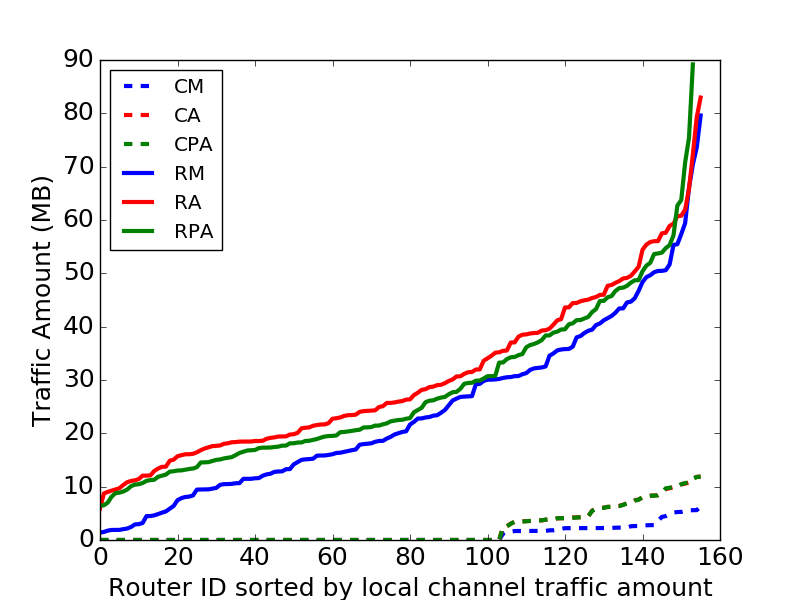 90
80
70
60
50
40
30
20
10
0
Traffic Amount (MB)
CM
CA
CPA
RM
RA
RPA
0 20 40 60 80 100 120 140 160
Router ID sorted by local channel traffic amount